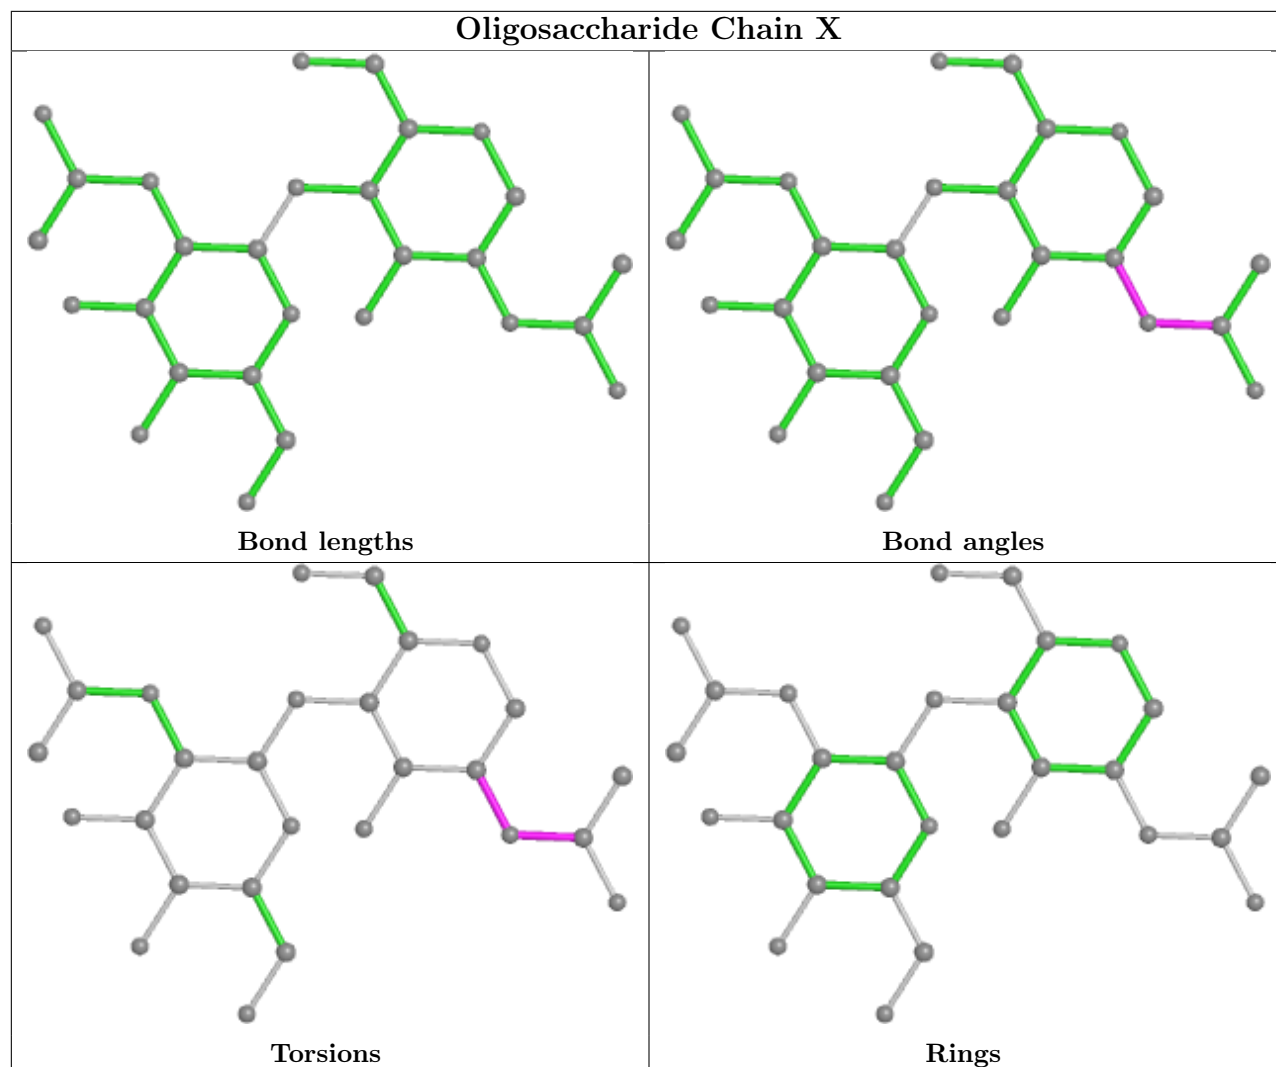 Oligosaccharide Chain X
Bond lengths
Bond angles
Torsions
Rings